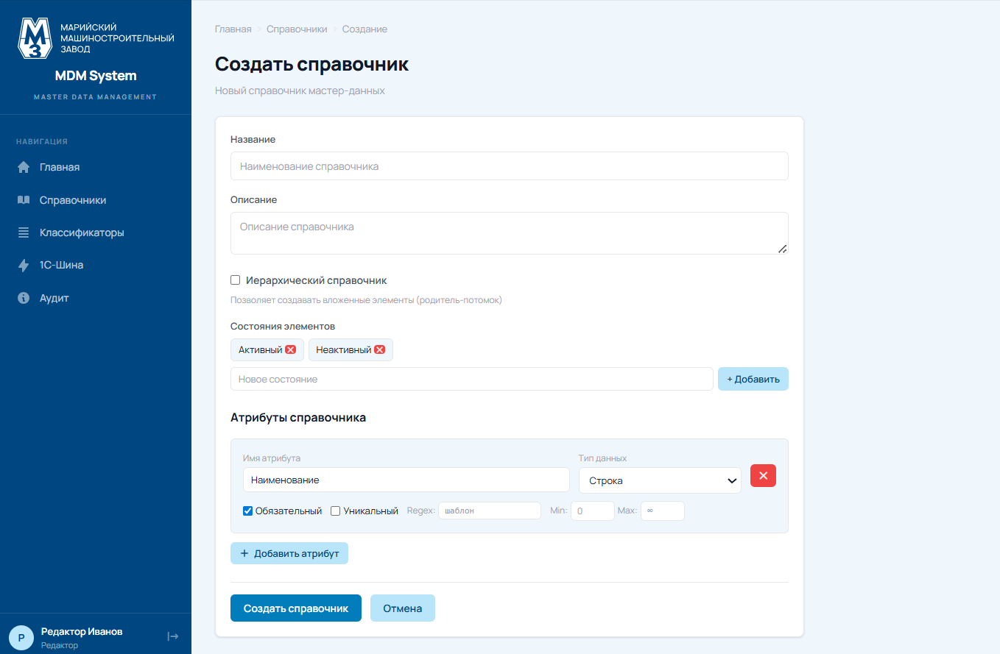 МАРИЙСКИЙ
МАШИНОСТРОИТЕЛЬНЫЙ
ЗАВОД
MDM System
MASTER DATA MANAGEMENT
НАВИГАЦИЯ
Главная
Справочники
Классификаторы
1С-Шина
Аудит
Р
Редактор Иванов
Редактор
Главная > Справочники > Создание
Создать справочник
Новый справочник мастер-данных
Название
Наименование справочника
Описание
Описание справочника
Иерархический справочник
Позволяет создавать вложенные элементы (родитель-потомок)
Состояния элементов
Активный Неактивный
Новое состояние + Добавить
Атрибуты справочника
Имя атрибута Тип данных
Наименование Строка
Обязательный Уникальный Regex: шаблон Min: 0 Max: ∞
+ Добавить атрибут
Создать справочник Отмена